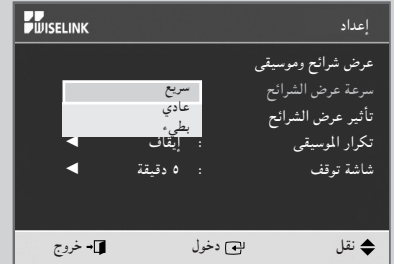 WISELINK
إعداد
عرض شرائح وموسيقى
سرعة عرض الشرائح
سريع
عادي
بطيء
تأثير عرض الشرائح
تكرار الموسيقى : إيقاف
شاشة توقف : ٥ دقيقة
نقل دخول خروج